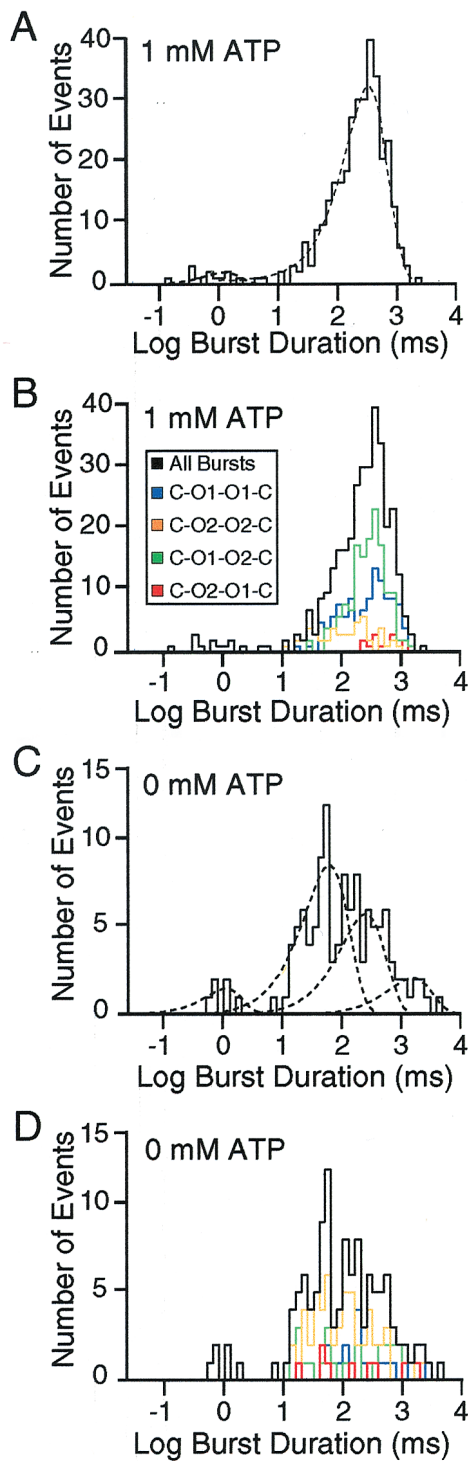 A
1 mM ATP
Number of Events
40
30
20
10
0
-1 0 1 2 3 4
Log Burst Duration (ms)
B
1 mM ATP
Number of Events
40
30
20
10
0
All Bursts
C-O1-O1-C
C-O2-O2-C
C-O1-O2-C
C-O2-O1-C
-1 0 1 2 3 4
Log Burst Duration (ms)
C
0 mM ATP
Number of Events
15
10
5
0
-1 0 1 2 3 4
Log Burst Duration (ms)
D
0 mM ATP
Number of Events
15
10
5
0
-1 0 1 2 3 4
Log Burst Duration (ms)